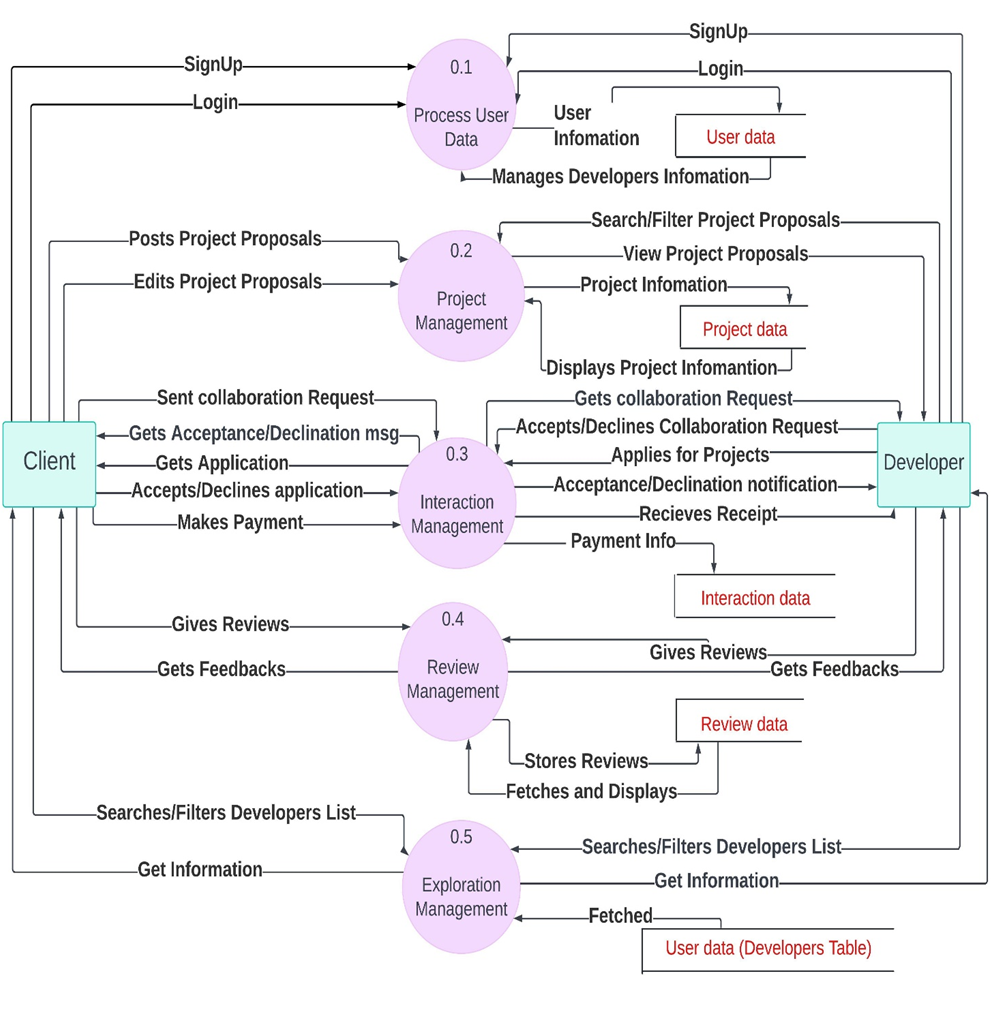 SignUp
SignUp
0.1
Login
Login
Process User
Data
User
Infomation
User data
Manages Developers Infomation
Search/Filter Project Proposals
Posts Project Proposals
0.2
View Project Proposals
Edits Project Proposals
Project Infomation
Project
Management
Project data
Displays Project Infomantion
Sent collaboration Request
Gets collaboration Request
Gets Acceptance/Declination msg
Accepts/Declines Collaboration Request
Client
0.3
Applies for Projects
Developer
Gets Application
Accepts/Declines application
Acceptance/Declination notification
Interaction
Management
Makes Payment
Recieves Receipt
Payment Info
Interaction data
Gives Reviews
0.4
Gives Reviews
Gets Feedbacks
Review
Management
Gets Feedbacks
Review data
Stores Reviews
Fetches and Displays
Searches/Filters Developers List
0.5
Searches/Filters Developers List
Get Information
Exploration
Management
Get Information
Fetched
User data (Developers Table)